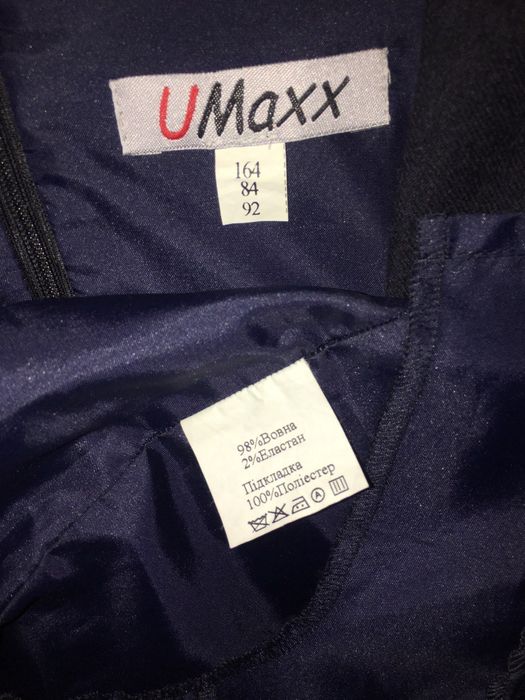 UMaxx
164
84
92
98%Вовна
2%Еластан
Підкладка
100%Поліестер
A